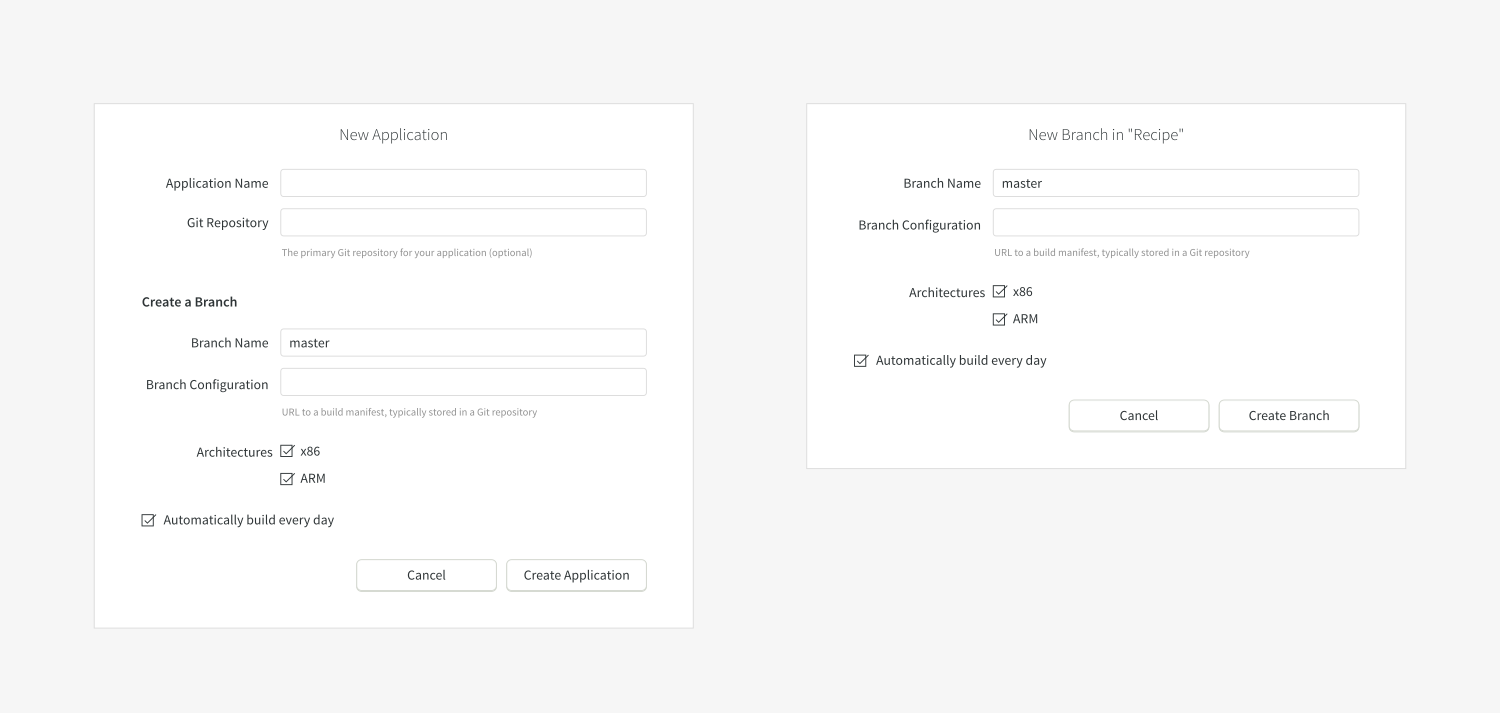 New Application
Application Name
Git Repository
The primary Git repository for your application (optional)
Create a Branch
Branch Name master
Branch Configuration
URL to a build manifest, typically stored in a Git repository
Architectures x86
ARM
Automatically build every day
Cancel Create Application
New Branch in "Recipe"
Branch Name master
Branch Configuration
URL to a build manifest, typically stored in a Git repository
Architectures x86
ARM
Automatically build every day
Cancel Create Branch